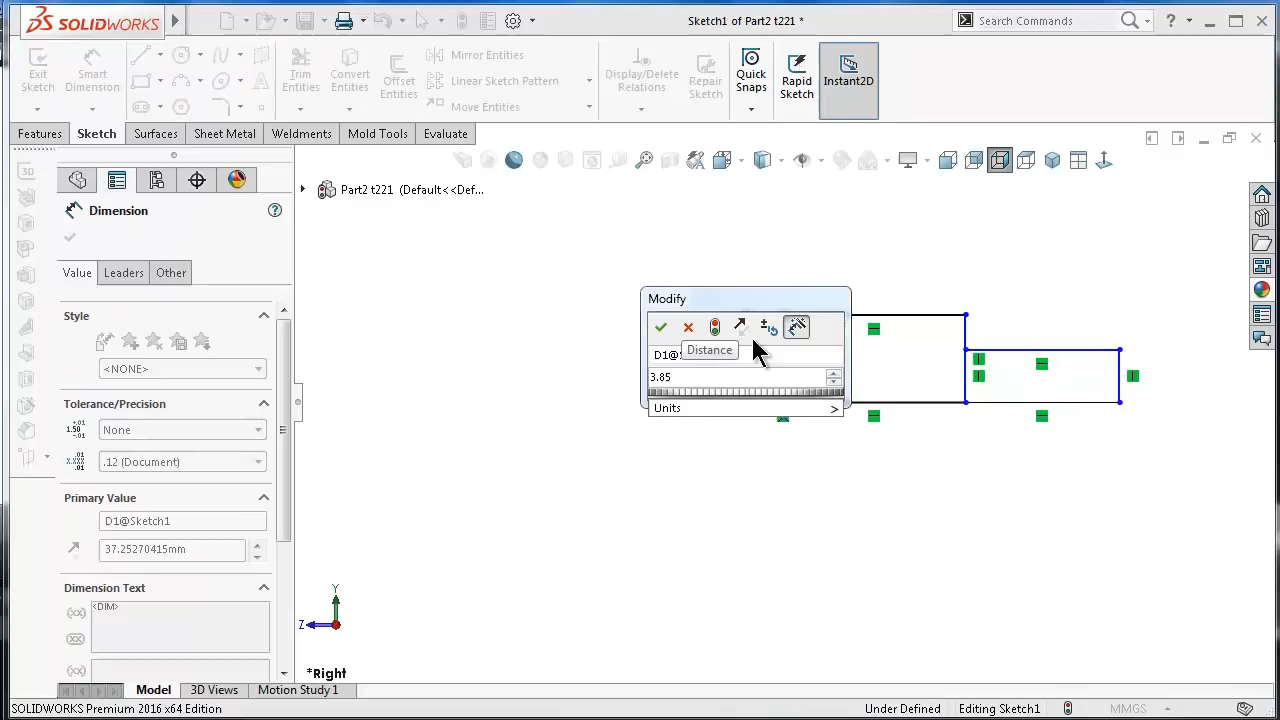 SOLIDWORKS
Sketch1 of Part2 t221 *
Search Commands
Exit Sketch
Smart Dimension
Trim Entities
Convert Entities
Offset Entities
Mirror Entities
Linear Sketch Pattern
Move Entities
Display/Delete Relations
Repair Sketch
Quick Snaps
Rapid Sketch
Instant2D
Features
Sketch
Surfaces
Sheet Metal
Weldments
Mold Tools
Evaluate
3D
Part2 t221 (Default<<Def...
Dimension
Value
Leaders
Other
Style
<NONE>
Tolerance/Precision
None
.12 (Document)
Primary Value
D1@Sketch1
37.25270415mm
Dimension Text
<DIM>
Modify
Distance
3.85
Units
Y
Z
*Right
Model
3D Views
Motion Study 1
SOLIDWORKS Premium 2016 x64 Edition
Under Defined
Editing Sketch1
MMGS